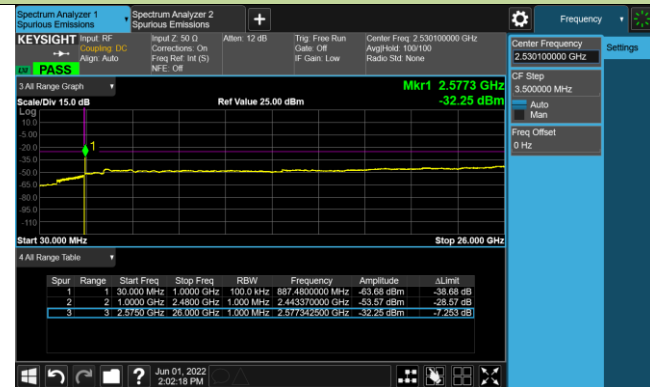 Spectrum Analyzer 1
Spurious Emissions
Spectrum Analyzer 2
Spurious Emissions
Frequency
KEYSIGHT
PASS
Input: RF
Coupling: DC
Align: Auto
Input Z: 50 Ω
Corrections: On
Freq Ref: Int (S)
NFE: Off
Atten: 12 dB
Trig: Free Run
Gate: Off
IF Gain: Low
Center Freq: 2.530100000 GHz
Avg|Hold: 100/100
Radio Std: None
Center Frequency
2.530100000 GHz
Settings
CF Step
3.500000 MHz
Auto
Man
Freq Offset
0 Hz
3 All Range Graph
Mkr1 2.5773 GHz
-32.25 dBm
Scale/Div 15.0 dB
Ref Value 25.00 dBm
Log
10.0
-5.00
-20.0
-35.0
-50.0
-65.0
-80.0
-95.0
-110
1
Start 30.000 MHz
Stop 26.000 GHz
4 All Range Table
Spur Range Start Freq Stop Freq RBW Frequency Amplitude ΔLimit
1 1 30.000 MHz 1.0000 GHz 100.0 kHz 887.4800000 MHz -63.68 dBm -38.68 dB
2 2 1.0000 GHz 2.4800 GHz 1.000 MHz 2.443370000 GHz -53.57 dBm -28.57 dB
3 3 2.5750 GHz 26.000 GHz 1.000 MHz 2.577342500 GHz -32.25 dBm -7.253 dB
Jun 01, 2022
2:02:18 PM